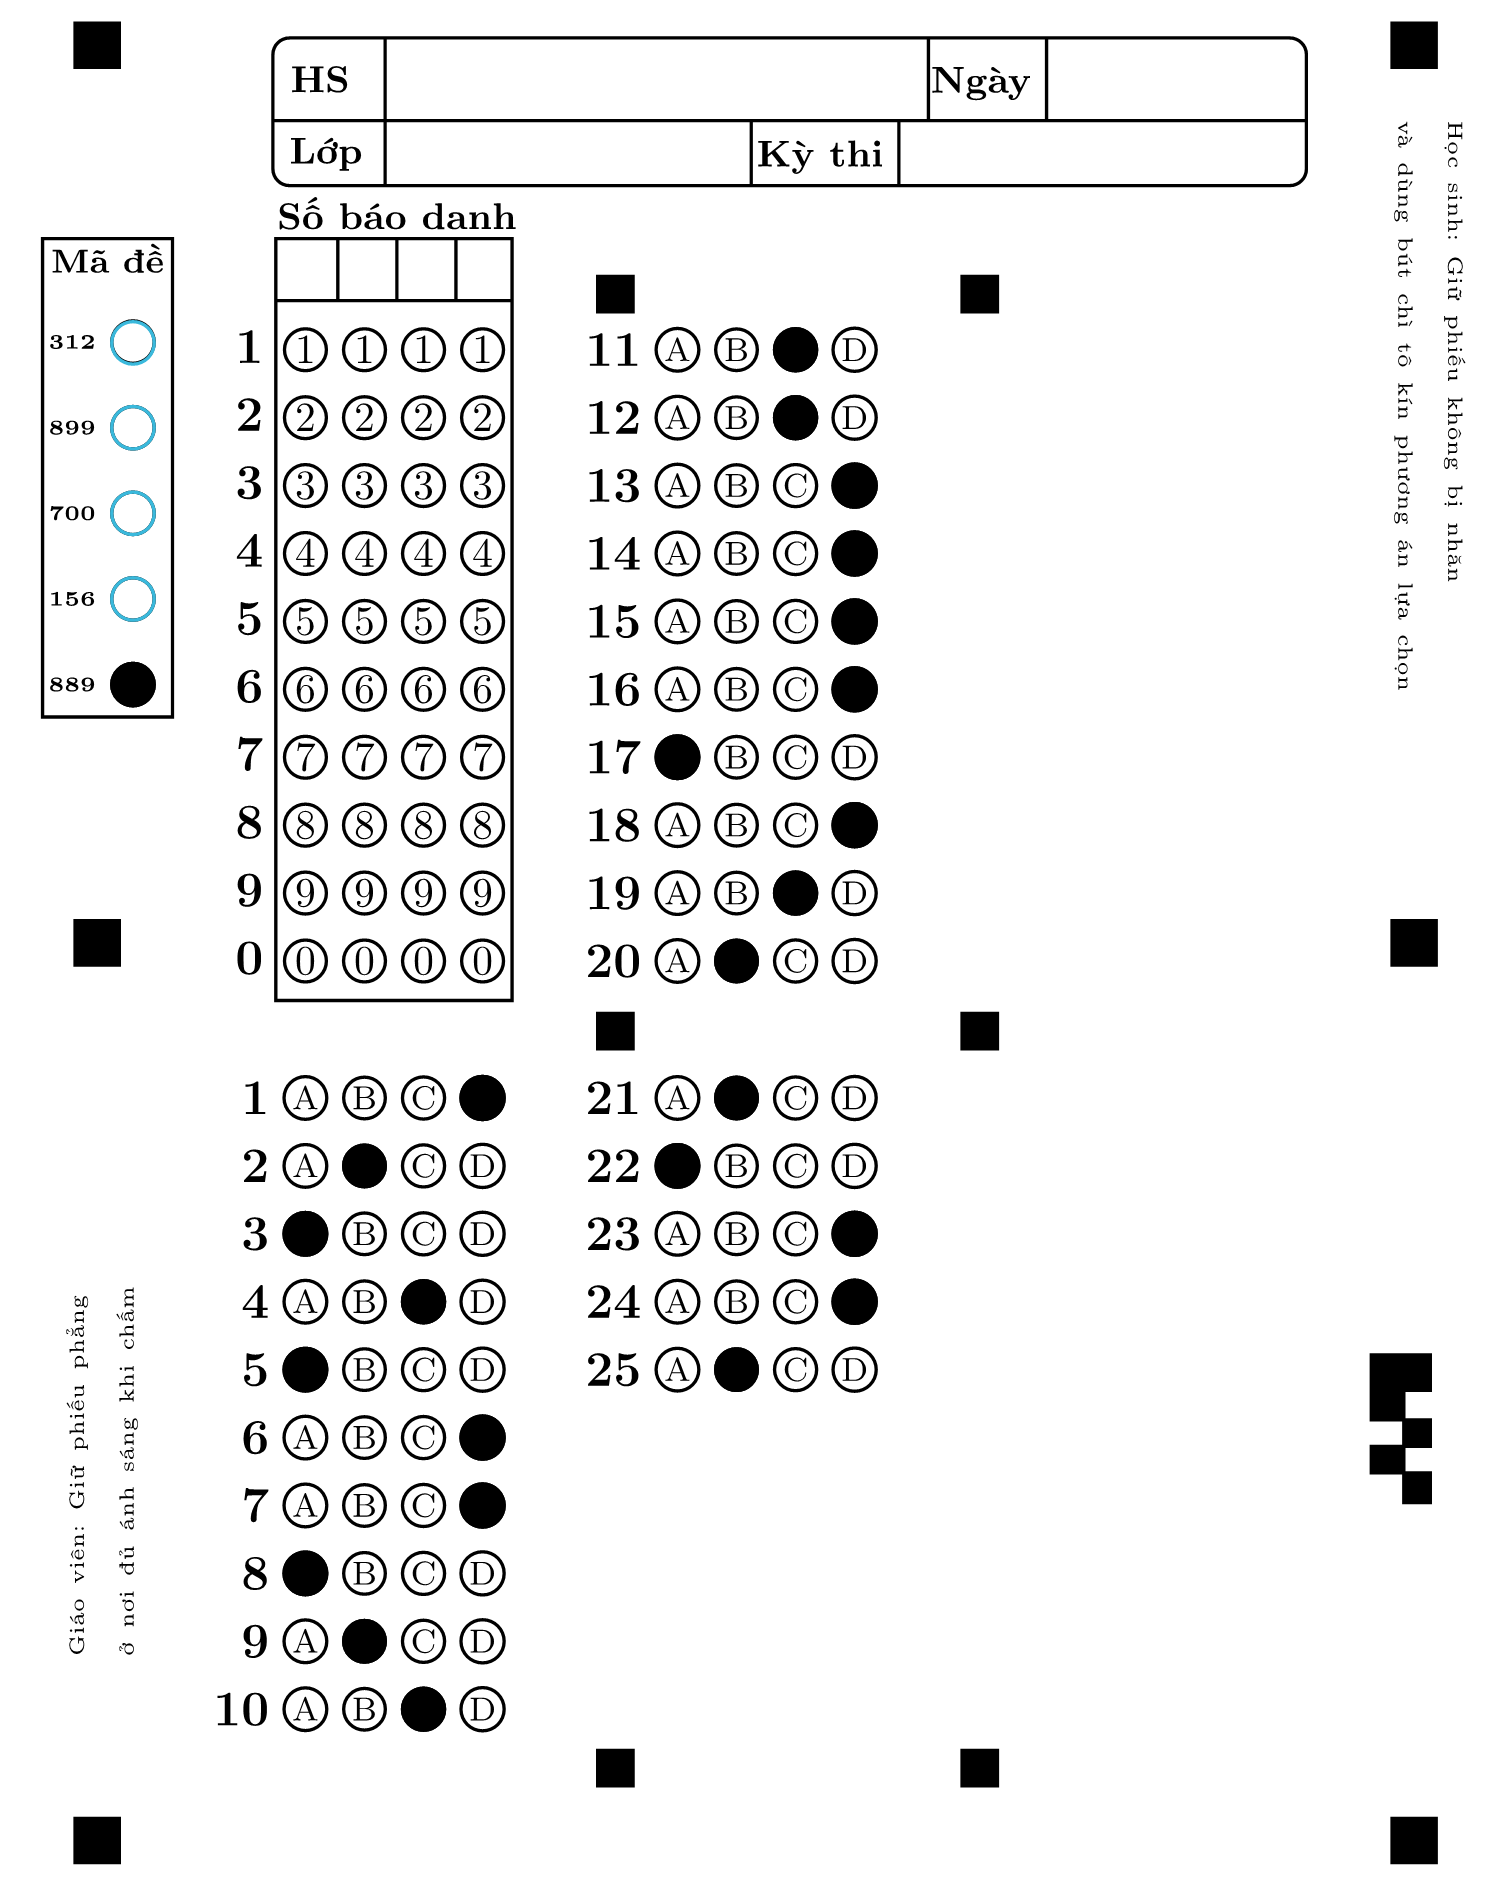 HS
Ngày
Lớp
Kỳ thi
Số báo danh
Mã đề
312
899
700
156
889
1 1 1 1 1
2 2 2 2 2
3 3 3 3 3
4 4 4 4 4
5 5 5 5 5
6 6 6 6 6
7 7 7 7 7
8 8 8 8 8
9 9 9 9 9
0 0 0 0 0
11 A B D
12 A B D
13 A B C
14 A B C
15 A B C
16 A B C
17 B C D
18 A B C
19 A B D
20 A C D
1 A B C
2 A C D
3 B C D
4 A B D
5 B C D
6 A B C
7 A B C
8 B C D
9 A C D
10 A B D
21 A C D
22 B C D
23 A B C
24 A B C
25 A C D
Học sinh: Giữ phiếu không bị nhăn
và dùng bút chì tô kín phương án lựa chọn
Giáo viên: Giữ phiếu phẳng
ở nơi đủ ánh sáng khi chấm